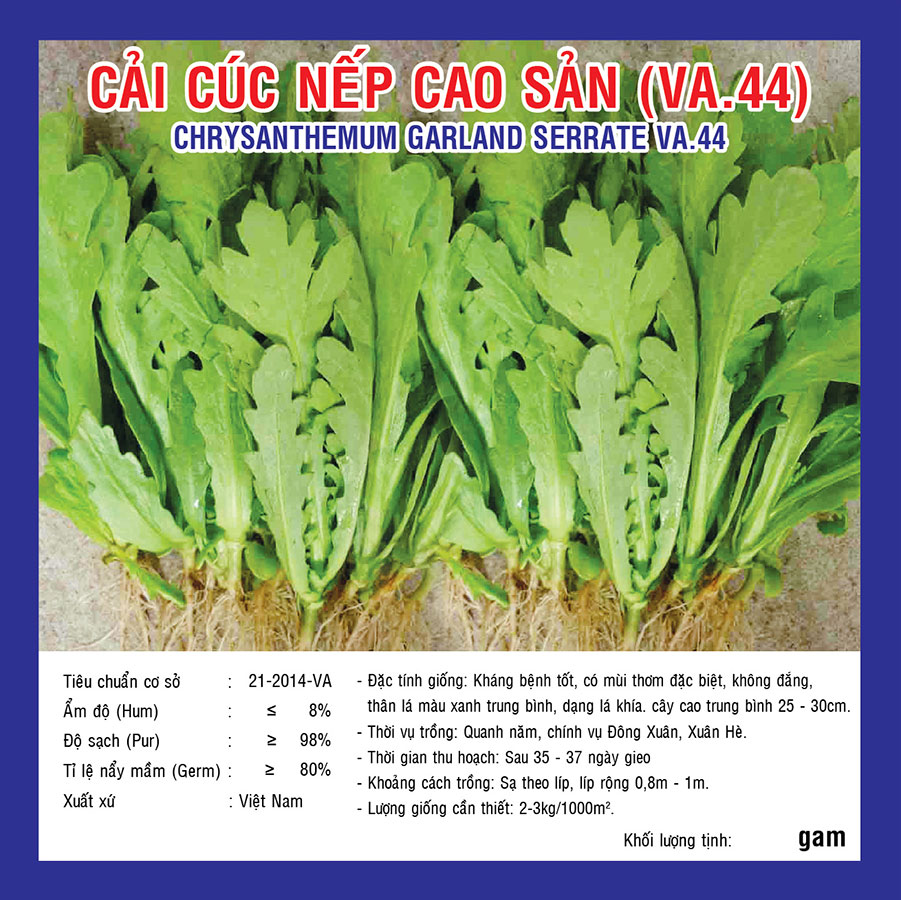 CẢI CÚC NẾP CAO SẢN (VA.44)
CHRYSANTHEMUM GARLAND SERRATE VA.44
Tiêu chuẩn cơ sở : 21-2014-VA
Ẩm độ (Hum) : ≤ 8%
Độ sạch (Pur) : ≥ 98%
Tỉ lệ nẩy mầm (Germ) : ≥ 80%
Xuất xứ : Việt Nam
- Đặc tính giống: Kháng bệnh tốt, có mùi thơm đặc biệt, không đắng,
thân lá màu xanh trung bình, dạng lá khía. cây cao trung bình 25 - 30cm.
- Thời vụ trồng: Quanh năm, chính vụ Đông Xuân, Xuân Hè.
- Thời gian thu hoạch: Sau 35 - 37 ngày gieo
- Khoảng cách trồng: Sạ theo líp, líp rộng 0,8m - 1m.
- Lượng giống cần thiết: 2-3kg/1000m².
Khối lượng tịnh: gam